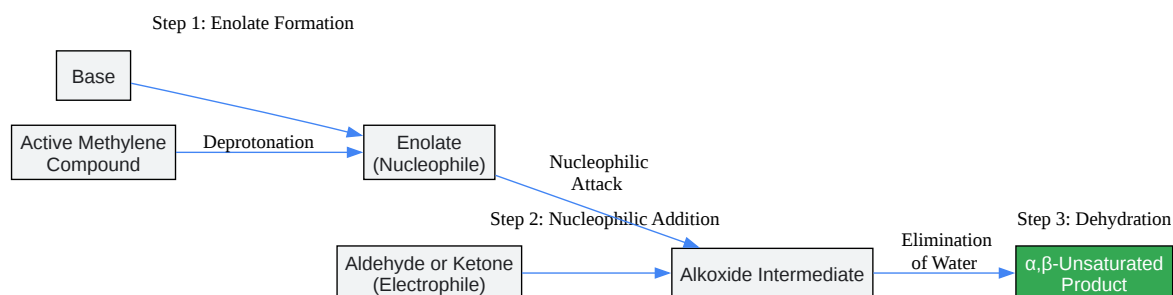 Step 1: Enolate Formation
Base
Active Methylene
Compound
Deprotonation
Enolate
(Nucleophile)
Nucleophilic
Attack
Step 2: Nucleophilic Addition
Aldehyde or Ketone
(Electrophile)
Alkoxide Intermediate
Elimination
of Water
Step 3: Dehydration
α,β-Unsaturated
Product